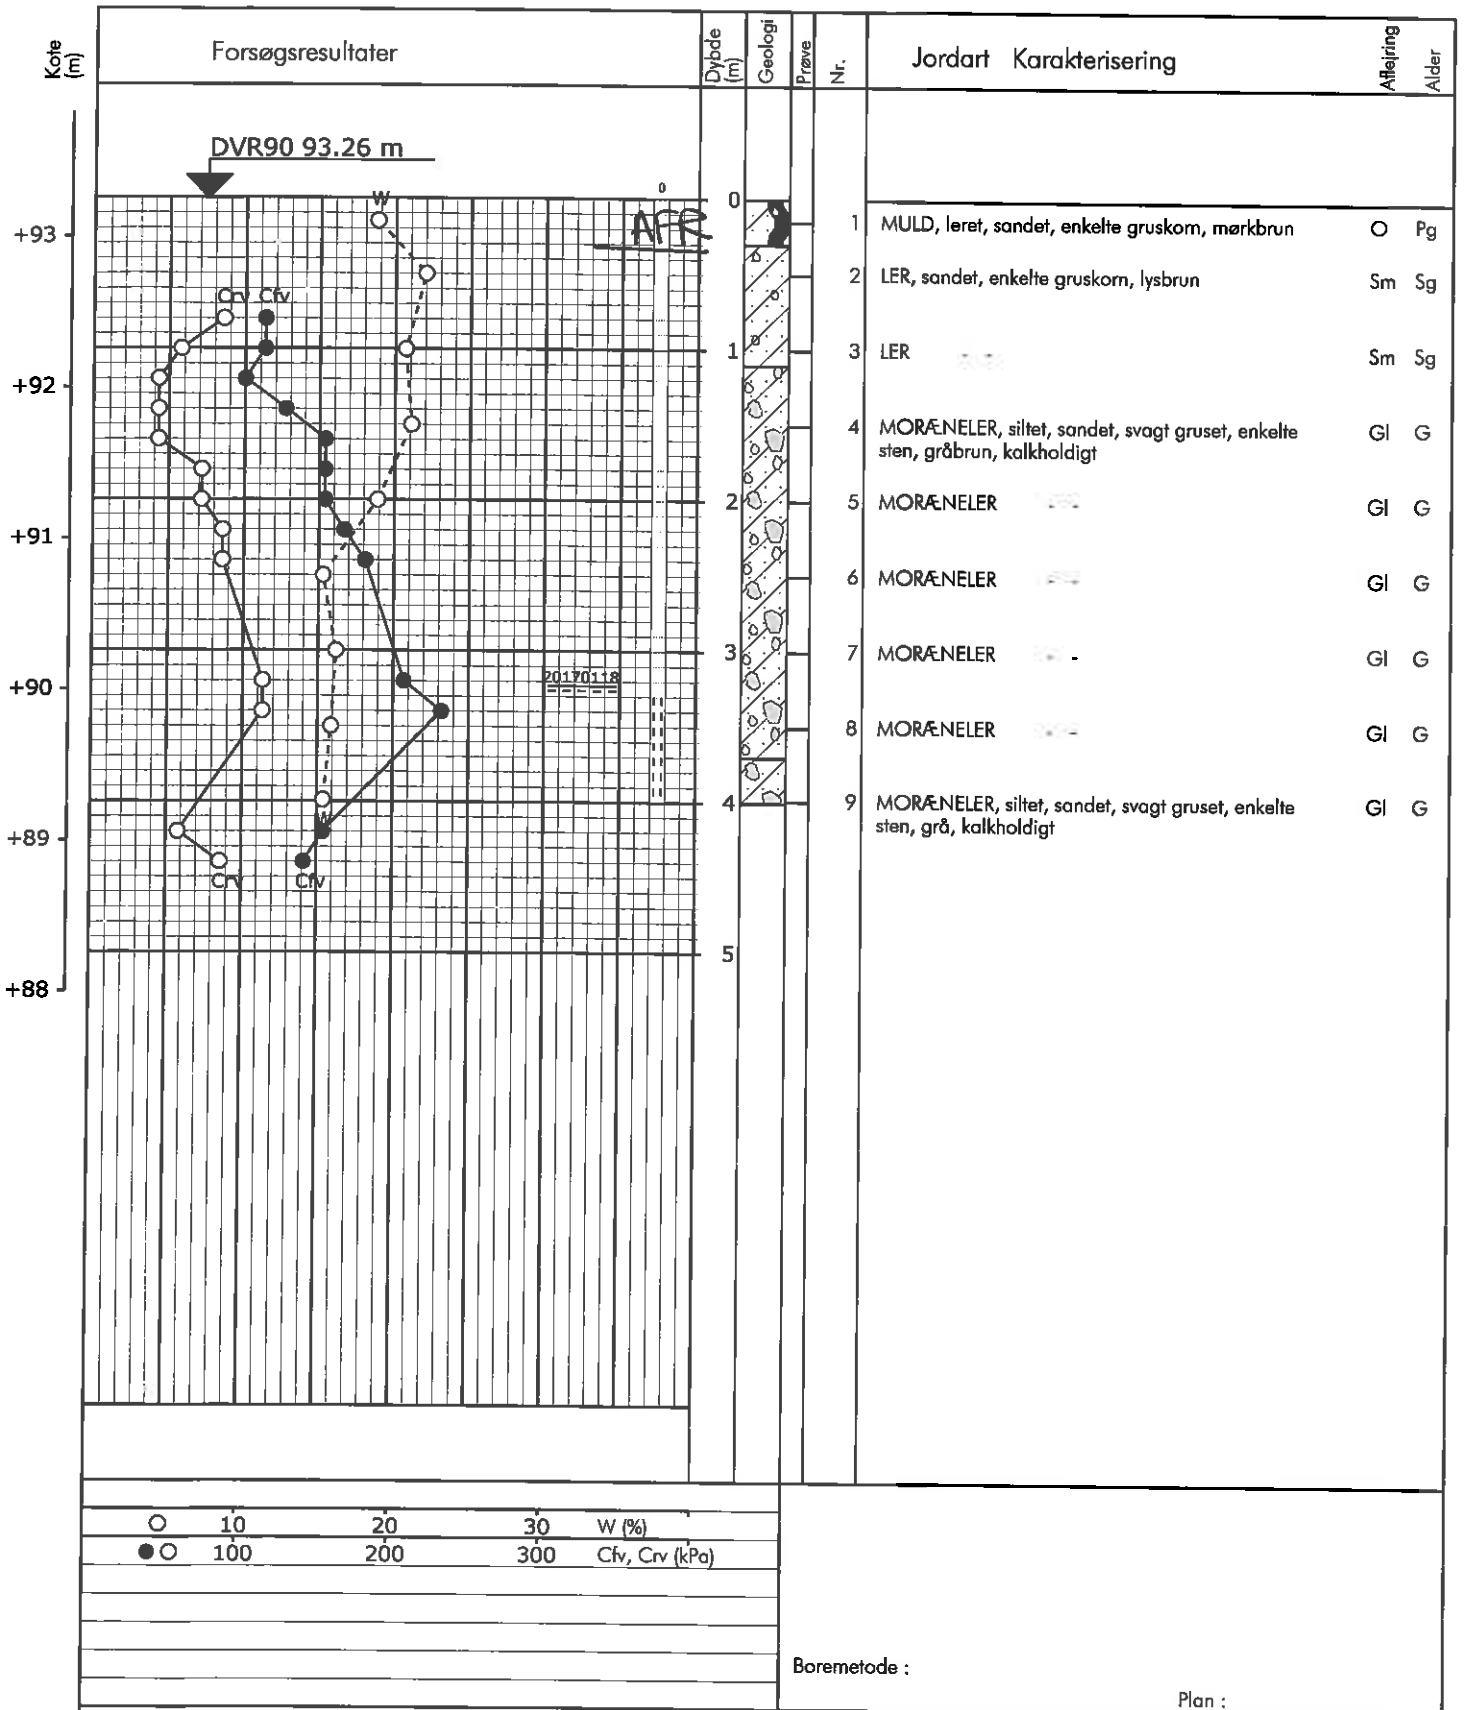 Kote (m)
Forsøgsresultater
Dybde (m)
Geologi
Prøve
Nr.
Jordart Karakterisering
Aflejring
Alder
DVR90 93.26 m
W
0
AFR
0
+93
1 MULD, leret, sandet, enkelte gruskorn, mørkbrun O Pg
2 LER, sandet, enkelte gruskorn, lysbrun Sm Sg
Crv Cfv
1
3 LER Sm Sg
+92
4 MORÆNELER, siltet, sandet, svagt gruset, enkelte Gl G
sten, gråbrun, kalkholdigt
2
5 MORÆNELER Gl G
+91
6 MORÆNELER Gl G
3
7 MORÆNELER Gl G
+90
20170118
8 MORÆNELER Gl G
4
9 MORÆNELER, siltet, sandet, svagt gruset, enkelte Gl G
sten, grå, kalkholdigt
+89
Crv Cfv
5
+88
10 20 30 W (%)
100 200 300 Cfv, Crv (kPa)
Boremetode :
Plan :